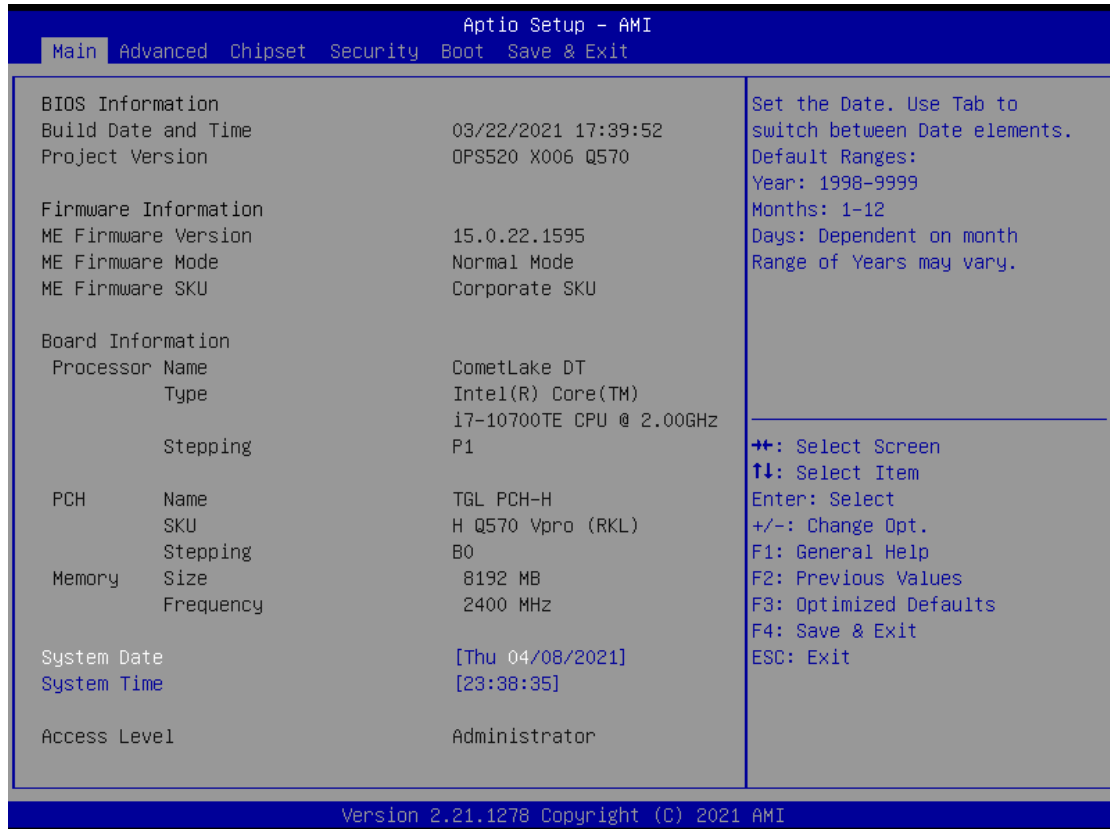 Aptio Setup – AMI
Main Advanced Chipset Security Boot Save & Exit
BIOS Information
Build Date and Time 03/22/2021 17:39:52
Project Version OPS520 X006 Q570
Firmware Information
ME Firmware Version 15.0.22.1595
ME Firmware Mode Normal Mode
ME Firmware SKU Corporate SKU
Board Information
Processor Name CometLake DT
Type Intel(R) Core(TM)
i7-10700TE CPU @ 2.00GHz
Stepping P1
PCH Name TGL PCH-H
SKU H Q570 Vpro (RKL)
Stepping B0
Memory Size 8192 MB
Frequency 2400 MHz
System Date [Thu 04/08/2021]
System Time [23:38:35]
Access Level Administrator
Set the Date. Use Tab to
switch between Date elements.
Default Ranges:
Year: 1998-9999
Months: 1-12
Days: Dependent on month
Range of Years may vary.
→←: Select Screen
↑↓: Select Item
Enter: Select
+/-: Change Opt.
F1: General Help
F2: Previous Values
F3: Optimized Defaults
F4: Save & Exit
ESC: Exit
Version 2.21.1278 Copyright (C) 2021 AMI